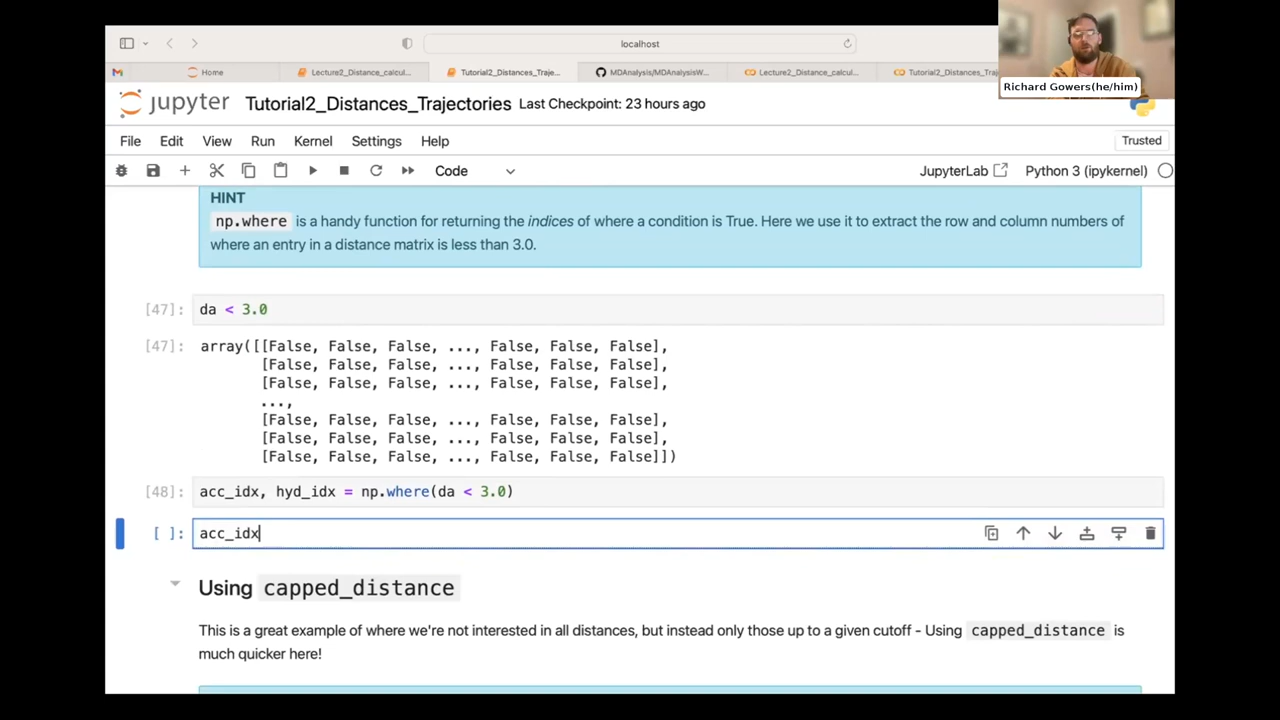 localhost
Home
Lecture2_Distance_calcul...
Tutorial2_Distances_Traje...
MDAnalysis/MDAnalysisW...
Lecture2_Distance_calcul...
Tutorial2_Distances_Traj
Richard Gowers(he/him)
jupyter Tutorial2_Distances_Trajectories Last Checkpoint: 23 hours ago
File Edit View Run Kernel Settings Help
Trusted
Code
JupyterLab Python 3 (ipykernel)
HINT
np.where is a handy function for returning the indices of where a condition is True. Here we use it to extract the row and column numbers of
where an entry in a distance matrix is less than 3.0.
[47]: da < 3.0
[47]: array([[False, False, False, ..., False, False, False],
[False, False, False, ..., False, False, False],
[False, False, False, ..., False, False, False],
...,
[False, False, False, ..., False, False, False],
[False, False, False, ..., False, False, False],
[False, False, False, ..., False, False, False]])
[48]: acc_idx, hyd_idx = np.where(da < 3.0)
[ ]: acc_idx
Using capped_distance
This is a great example of where we're not interested in all distances, but instead only those up to a given cutoff - Using capped_distance is
much quicker here!